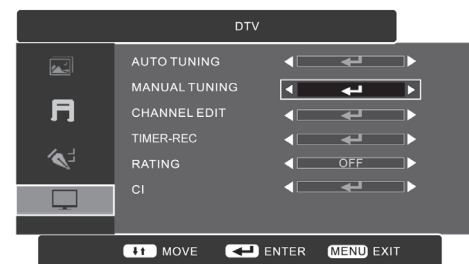 DTV
AUTO TUNING
MANUAL TUNING
CHANNEL EDIT
TIMER-REC
RATING OFF
CI
MOVE ENTER MENU EXIT